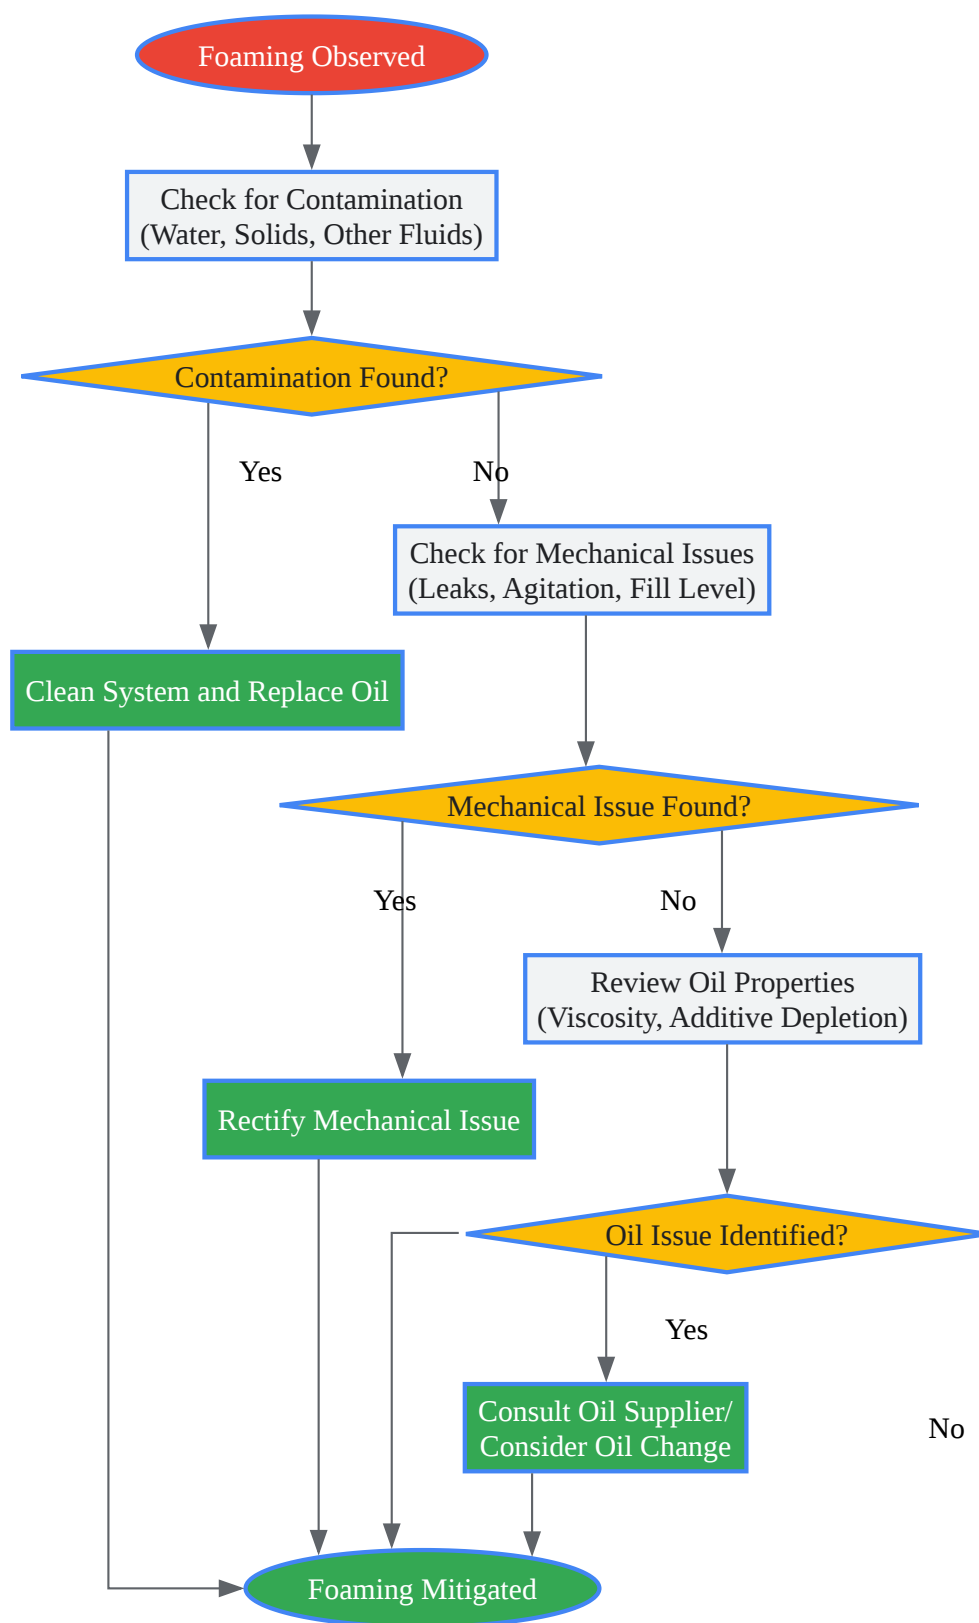 Foaming Observed
Check for Contamination
(Water, Solids, Other Fluids)
Contamination Found?
Yes
No
Check for Mechanical Issues
(Leaks, Agitation, Fill Level)
Clean System and Replace Oil
Mechanical Issue Found?
Yes
No
Review Oil Properties
(Viscosity, Additive Depletion)
Rectify Mechanical Issue
Oil Issue Identified?
Yes
Consult Oil Supplier/
Consider Oil Change
No
Foaming Mitigated